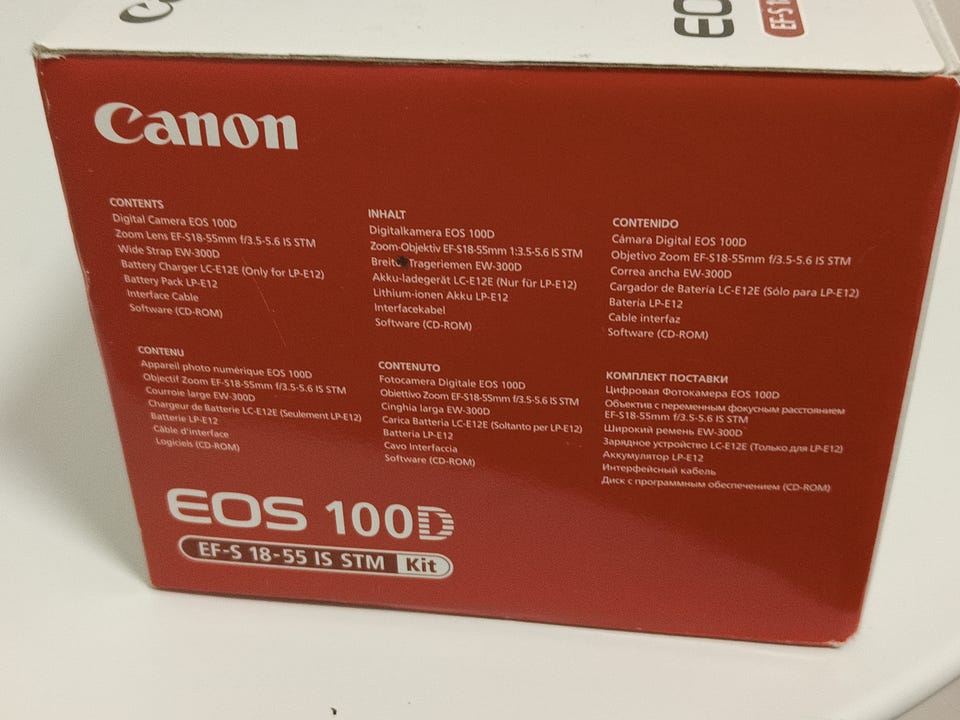 EOS
Canon
CONTENTS
Digital Camera EOS 100D
Zoom Lens EF-S18-55mm f/3.5-5.6 IS STM
Wide Strap EW-300D
Battery Charger LC-E12E (Only for LP-E12)
Battery Pack LP-E12
Interface Cable
Software (CD-ROM)
INHALT
Digitalkamera EOS 100D
Zoom-Objektiv EF-S18-55mm 1:3.5-5.6 IS STM
Breit- Trageriemen EW-300D
Akku-ladegerät LC-E12E (Nur für LP-E12)
Lithium-ionen Akku LP-E12
Interfacekabel
Software (CD-ROM)
CONTENIDO
Cámara Digital EOS 100D
Objetivo Zoom EF-S18-55mm f/3.5-5.6 IS STM
Correa ancha EW-300D
Cargador de Batería LC-E12E (Sólo para LP-E12)
Batería LP-E12
Cable interfaz
Software (CD-ROM)
CONTENU
Appareil photo numérique EOS 100D
Objectif Zoom EF-S18-55mm f/3.5-5.6 IS STM
Courroie large EW-300D
Chargeur de Batterie LC-E12E (Seulement LP-E12)
Batterie LP-E12
Câble d'interface
Logiciels (CD-ROM)
CONTENUTO
Fotocamera Digitale EOS 100D
Obiettivo Zoom EF-S18-55mm f/3.5-5.6 IS STM
Cinghia larga EW-300D
Carica Batteria LC-E12E (Soltanto per LP-E12)
Batteria LP-E12
Cavo Interfaccia
Software (CD-ROM)
КОМПЛЕКТ ПОСТАВКИ
Цифровая Фотокамера EOS 100D
Объектив с переменным фокусным расстоянием
EF-S18-55mm f/3.5-5.6 IS STM
Широкий ремень EW-300D
Зарядное устройство LC-E12E (Только для LP-E12)
Аккумулятор LP-E12
Интерфейсный кабель
Диск с программным обеспечением (CD-ROM)
EOS 100D
EF-S 18-55 IS STM Kit